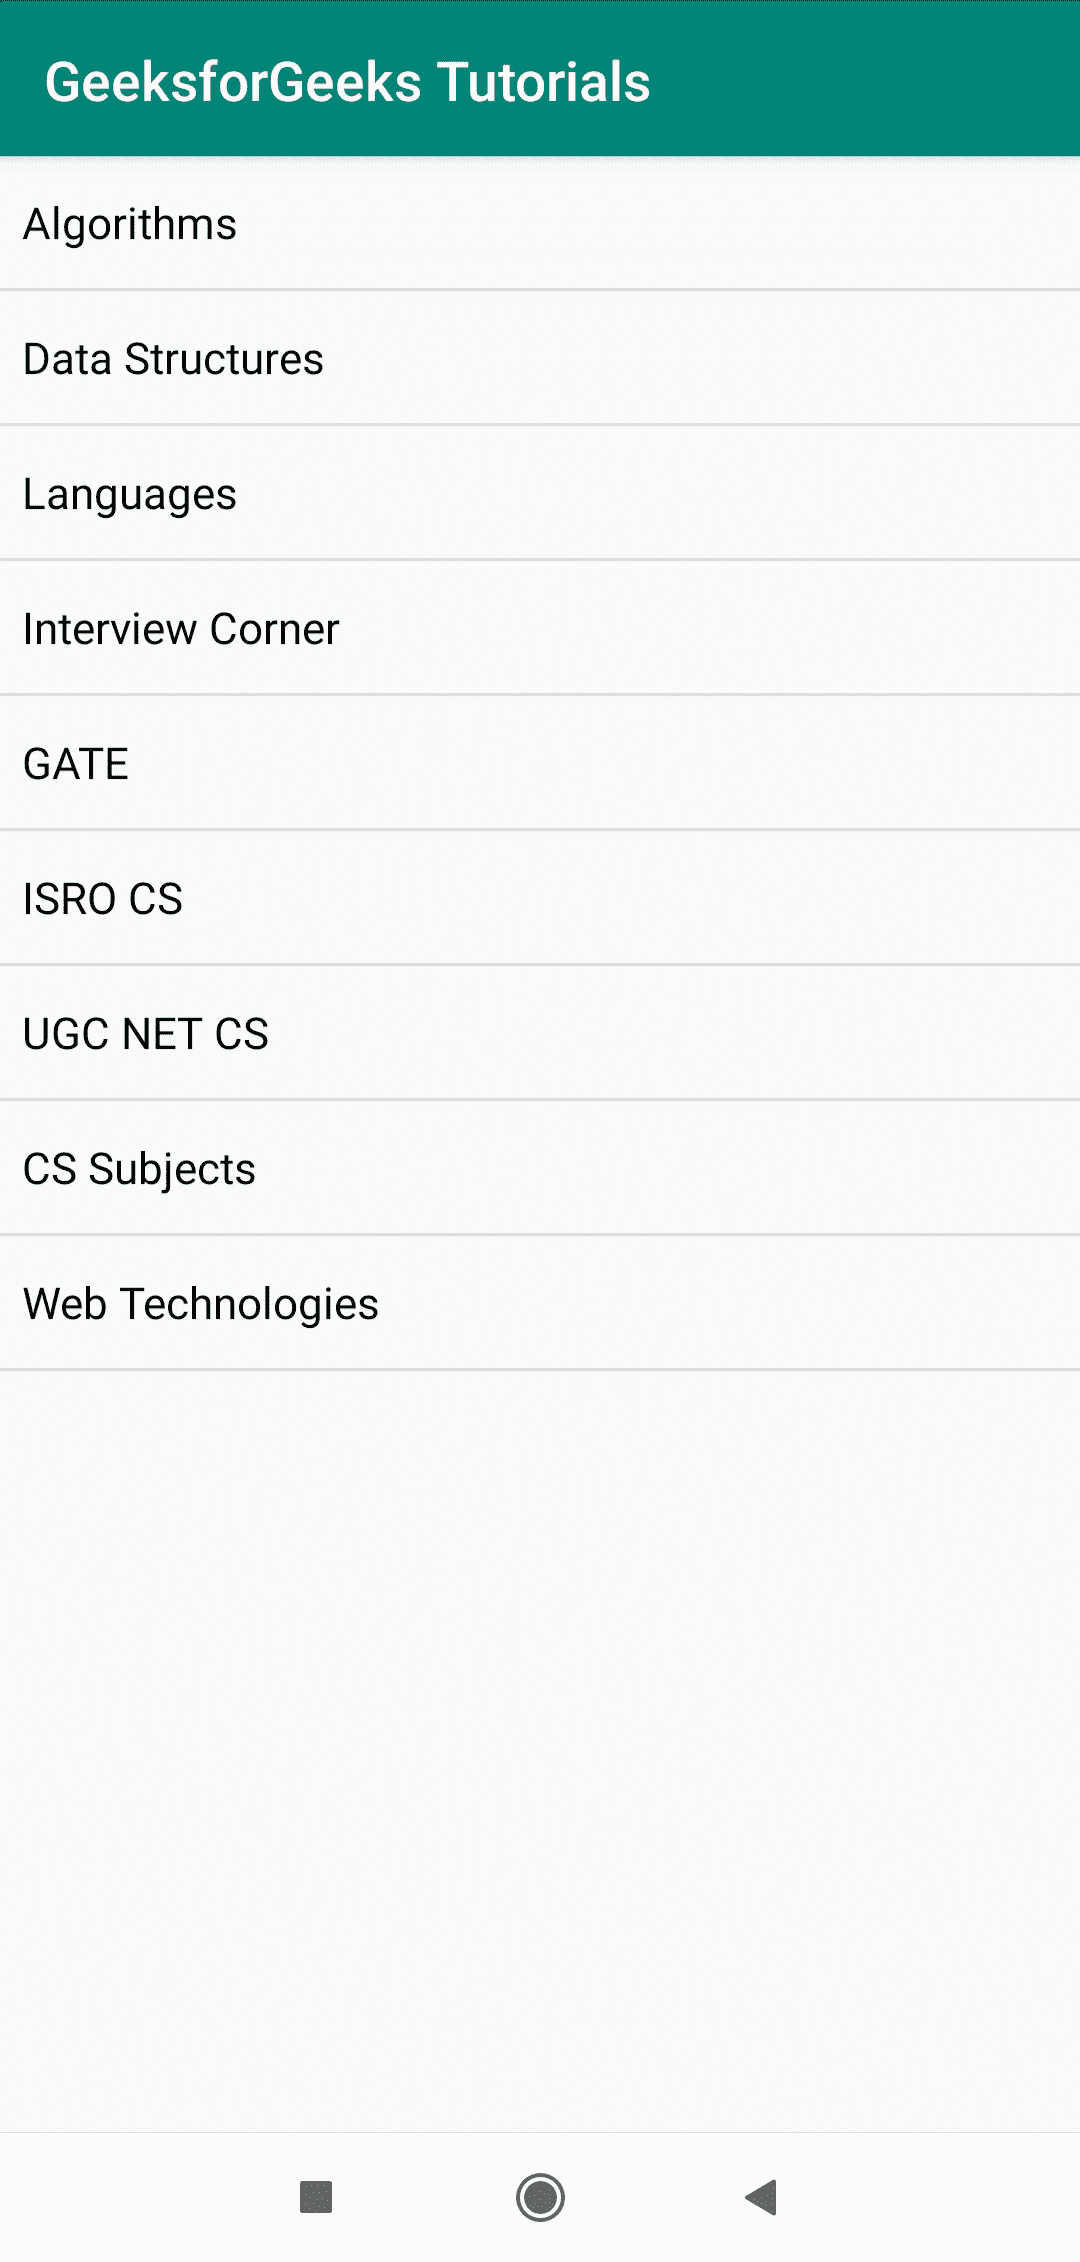 GeeksforGeeks Tutorials
Algorithms
Data Structures
Languages
Interview Corner
GATE
ISRO CS
UGC NET CS
CS Subjects
Web Technologies